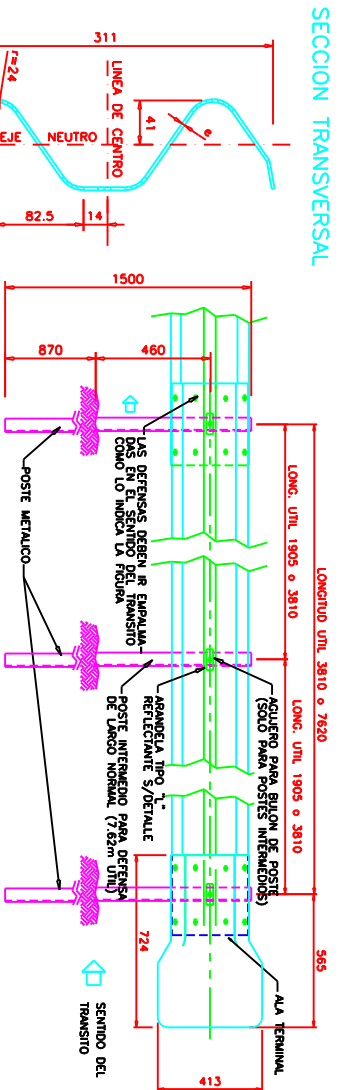 SECCION TRANSVERSAL
311
LINEA DE CENTRO
41
e
r=24
EJE NEUTRO
82.5
14
1500
870
460
LONGITUD UTIL 3810 o 7620
LONG. UTIL 1905 o 3810
LONG. UTIL 1905 o 3810
565
LAS DEFENSAS DEBEN IR EMPALMA-
DAS EN EL SENTIDO DEL TRANSITO
COMO LO INDICA LA FIGURA
POSTE METALICO
AGUJERO PARA BULON DE POSTE
(SOLO PARA POSTES INTERMEDIOS)
ARANDELA TIPO "L"
REFLECTANTE S/DETALLE
POSTE INTERMEDIO PARA DEFENSA
DE LARGO NORMAL (7.62m UTIL)
724
ALA TERMINAL
413
SENTIDO DEL
TRANSITO